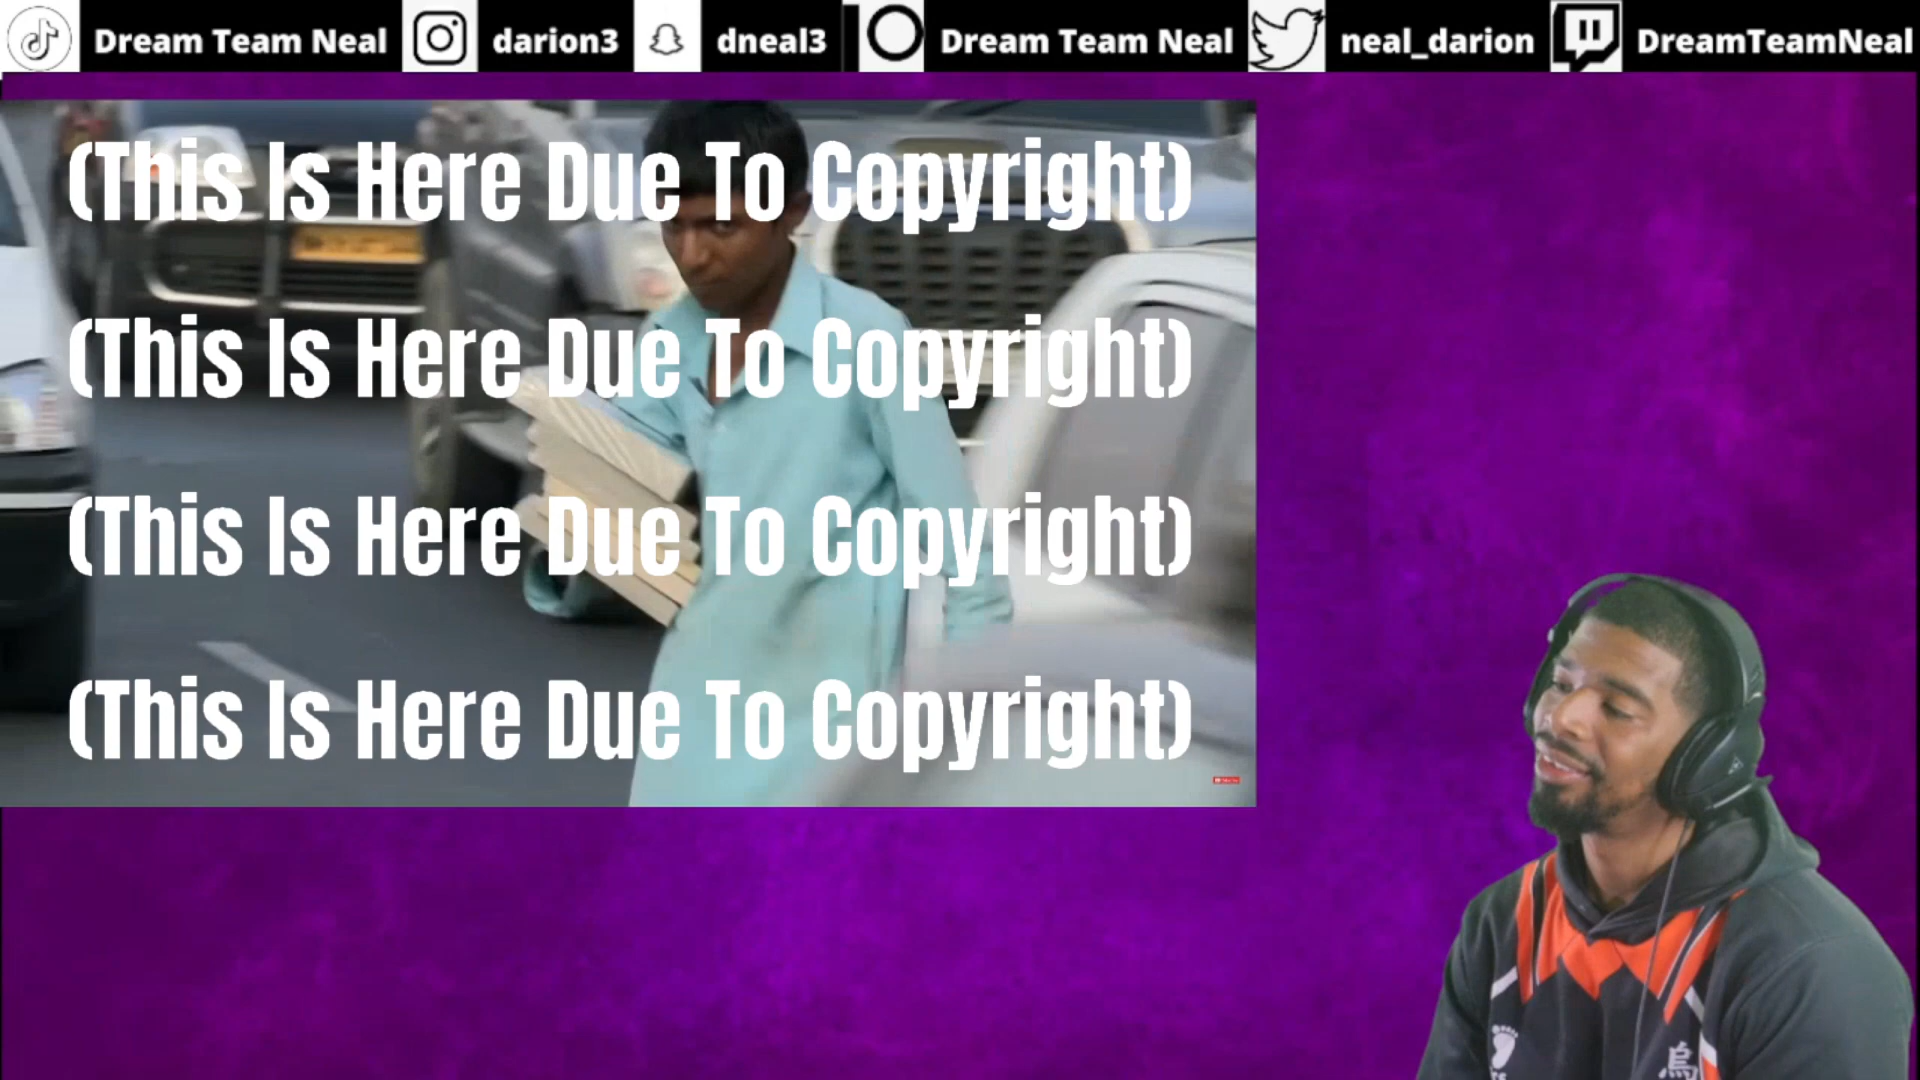 Dream Team Neal darion3 dneal3 Dream Team Neal neal_darion DreamTeamNeal
(This Is Here Due To Copyright)
(This Is Here Due To Copyright)
(This Is Here Due To Copyright)
(This Is Here Due To Copyright)
烏